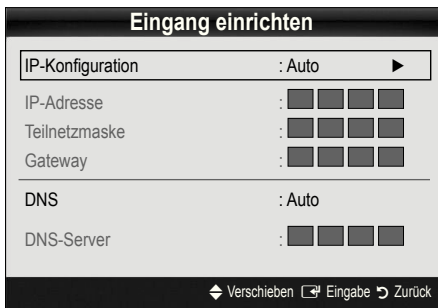 Eingang einrichten
IP-Konfiguration : Auto ►
IP-Adresse :
Teilnetzmaske :
Gateway :
DNS : Auto
DNS-Server :
Verschieben Eingabe Zurück